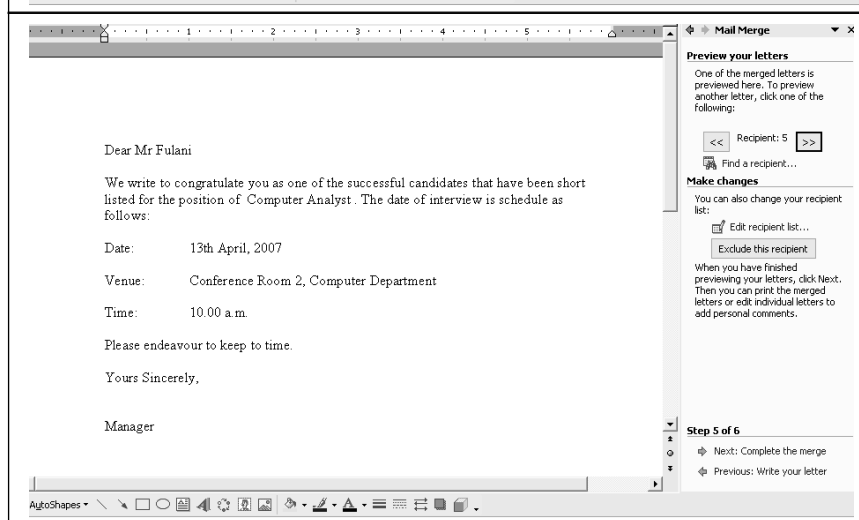 1 2 3 4 5
Mail Merge
Preview your letters
One of the merged letters is
previewed here. To preview
another letter, click one of the
following:
<< Recipient: 5 >>
Find a recipient...
Make changes
You can also change your recipient
list:
Edit recipient list...
Exclude this recipient
When you have finished
previewing your letters, click Next.
Then you can print the merged
letters or edit individual letters to
add personal comments.
Step 5 of 6
Next: Complete the merge
Previous: Write your letter
Dear Mr Fulani
We write to congratulate you as one of the successful candidates that have been short
listed for the position of Computer Analyst . The date of interview is schedule as
follows:
Date: 13th April, 2007
Venue: Conference Room 2, Computer Department
Time: 10.00 a.m.
Please endeavour to keep to time.
Yours Sincerely,
Manager
AutoShapes